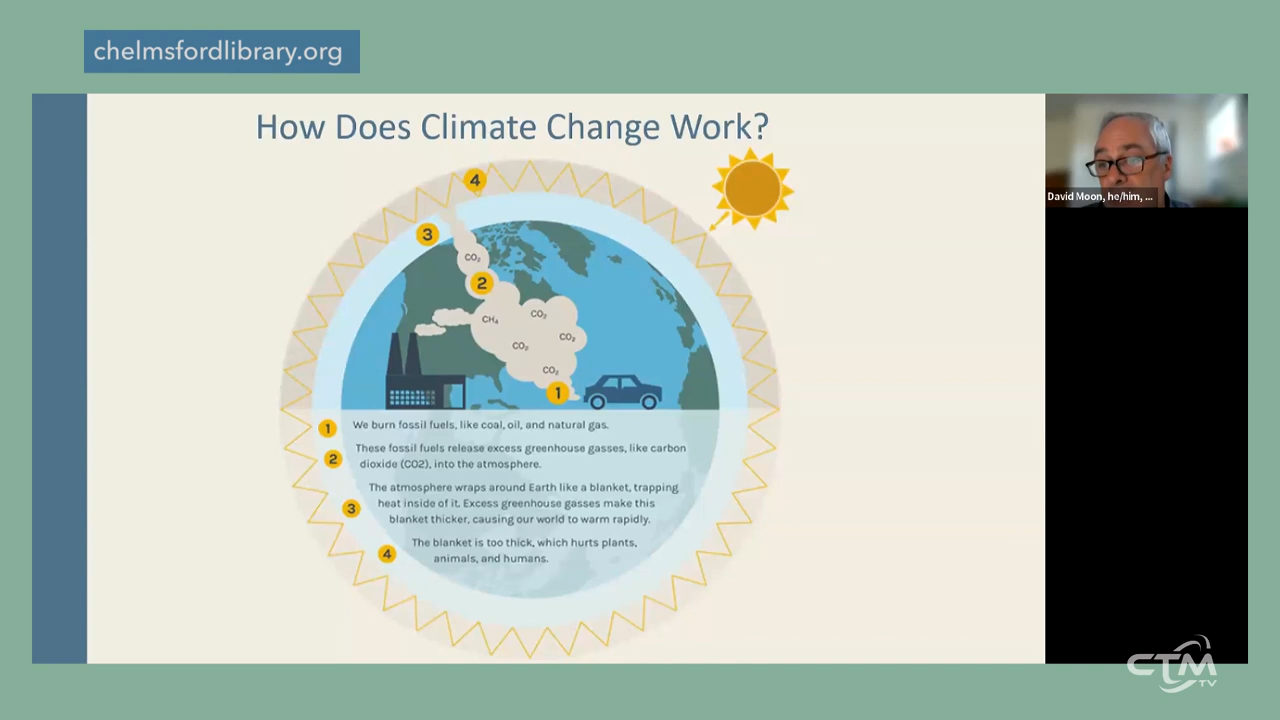 chelmsfordlibrary.org
How Does Climate Change Work?
4
3
CO2
2
CH4
CO2
CO2
CO2
CO2
1
1
We burn fossil fuels, like coal, oil, and natural gas.
2
These fossil fuels release excess greenhouse gasses, like carbon
dioxide (CO2), into the atmosphere.
3
The atmosphere wraps around Earth like a blanket, trapping
heat inside of it. Excess greenhouse gasses make this
blanket thicker, causing our world to warm rapidly.
4
The blanket is too thick, which hurts plants,
animals, and humans.
David Moon, he/him, ...
CTM
TV